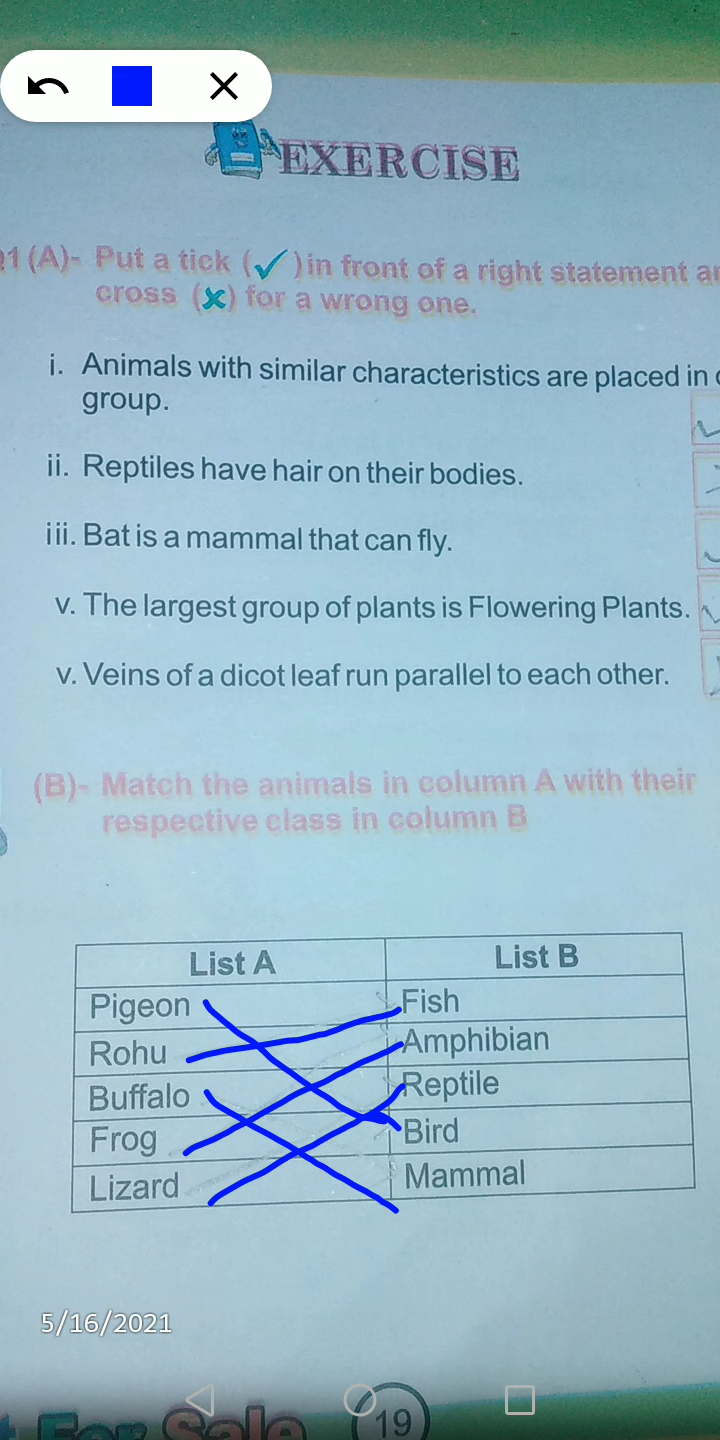 EXERCISE
1 (A)- Put a tick (✓) in front of a right statement
cross (×) for a wrong one.
i. Animals with similar characteristics are placed in
group.
ii. Reptiles have hair on their bodies.
iii. Bat is a mammal that can fly.
v. The largest group of plants is Flowering Plants.
v. Veins of a dicot leaf run parallel to each other.
(B)- Match the animals in column A with their
respective class in column B
List A List B
Pigeon Fish
Rohu Amphibian
Buffalo Reptile
Frog Bird
Lizard Mammal
5/16/2021
For Sale 19